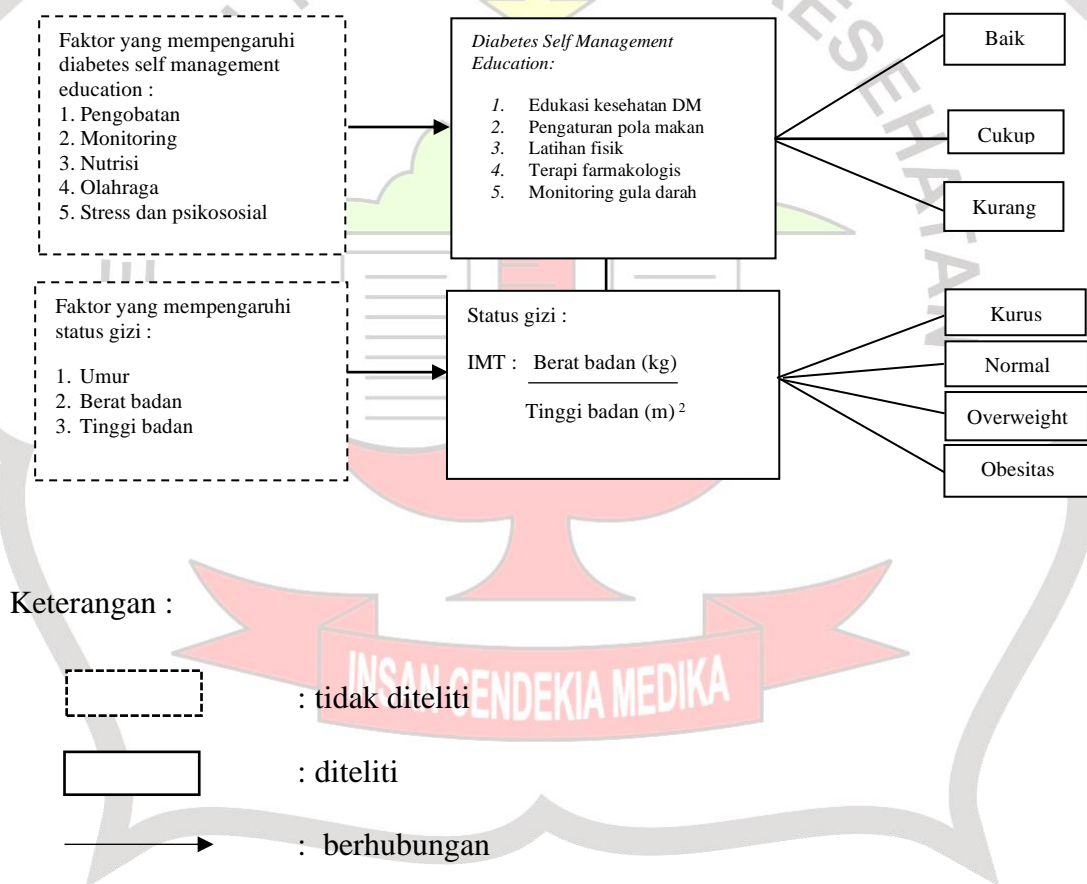 Faktor yang mempengaruhi
diabetes self management
education :
1. Pengobatan
2. Monitoring
3. Nutrisi
4. Olahraga
5. Stress dan psikososial
Diabetes Self Management
Education:
1. Edukasi kesehatan DM
2. Pengaturan pola makan
3. Latihan fisik
4. Terapi farmakologis
5. Monitoring gula darah
Baik
Cukup
Kurang
Faktor yang mempengaruhi
status gizi :
1. Umur
2. Berat badan
3. Tinggi badan
Status gizi :
IMT : Berat badan (kg)
Tinggi badan (m) ²
Kurus
Normal
Overweight
Obesitas
Keterangan :
: tidak diteliti
: diteliti
: berhubungan
INSAN CENDEKIA MEDIKA
KESEHATAN